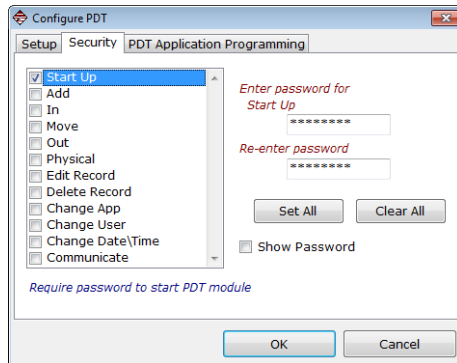 Configure PDT
Setup Security PDT Application Programming
Start Up
Add
In
Move
Out
Physical
Edit Record
Delete Record
Change App
Change User
Change Date\Time
Communicate
Enter password for
Start Up
********
Re-enter password
********
Set All Clear All
Show Password
Require password to start PDT module
OK Cancel